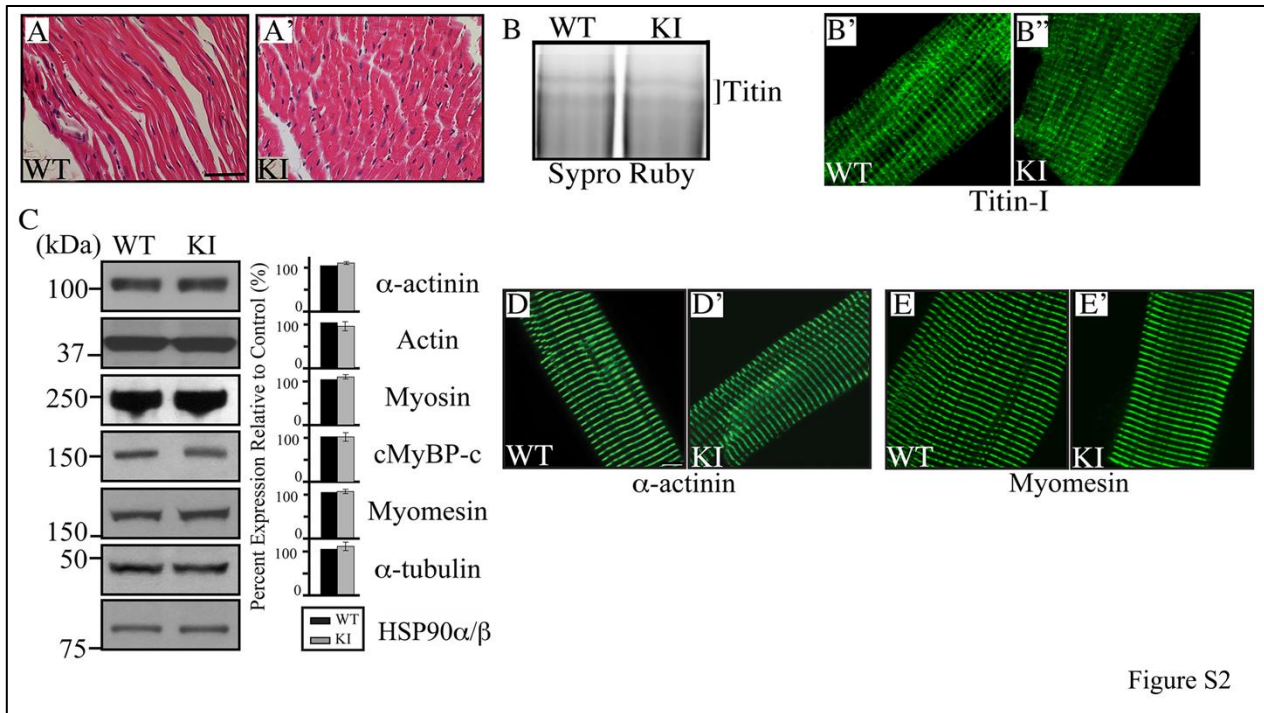 A
A’
WT
KI
B
WT
KI
]Titin
Sypro Ruby
B’
B”
WT
KI
Titin-I
C
(kDa)
WT
KI
100
37
250
150
150
50
75
Percent Expression Relative to Control (%)
100
0
α-actinin
100
0
Actin
100
0
Myosin
100
0
cMyBP-c
100
0
Myomesin
100
0
α-tubulin
WT
KI
HSP90α/β
D
D’
WT
KI
α-actinin
E
E’
WT
KI
Myomesin
Figure S2